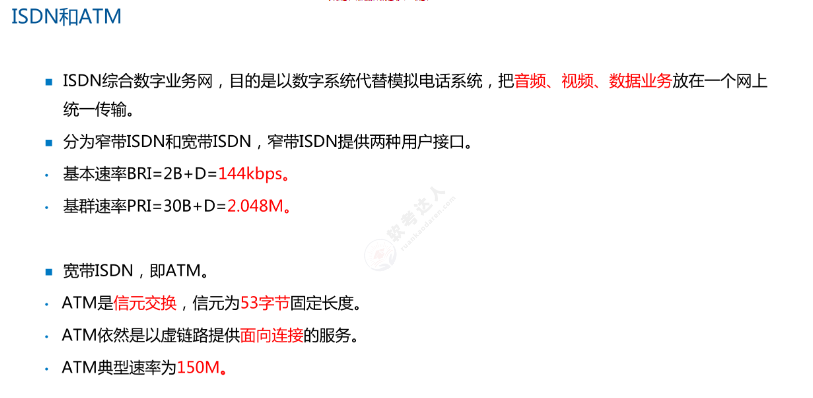 ISDN和ATM
ISDN综合数字业务网，目的是以数字系统代替模拟电话系统，把音频、视频、数据业务放在一个网上
统一传输。
分为窄带ISDN和宽带ISDN，窄带ISDN提供两种用户接口。
基本速率BRI=2B+D=144kbps。
基群速率PRI=30B+D=2.048M。
软考达人
宽带ISDN，即ATM。
ATM是信元交换，信元为53字节固定长度。
ATM依然是以虚链路提供面向连接的服务。
ATM典型速率为150M。